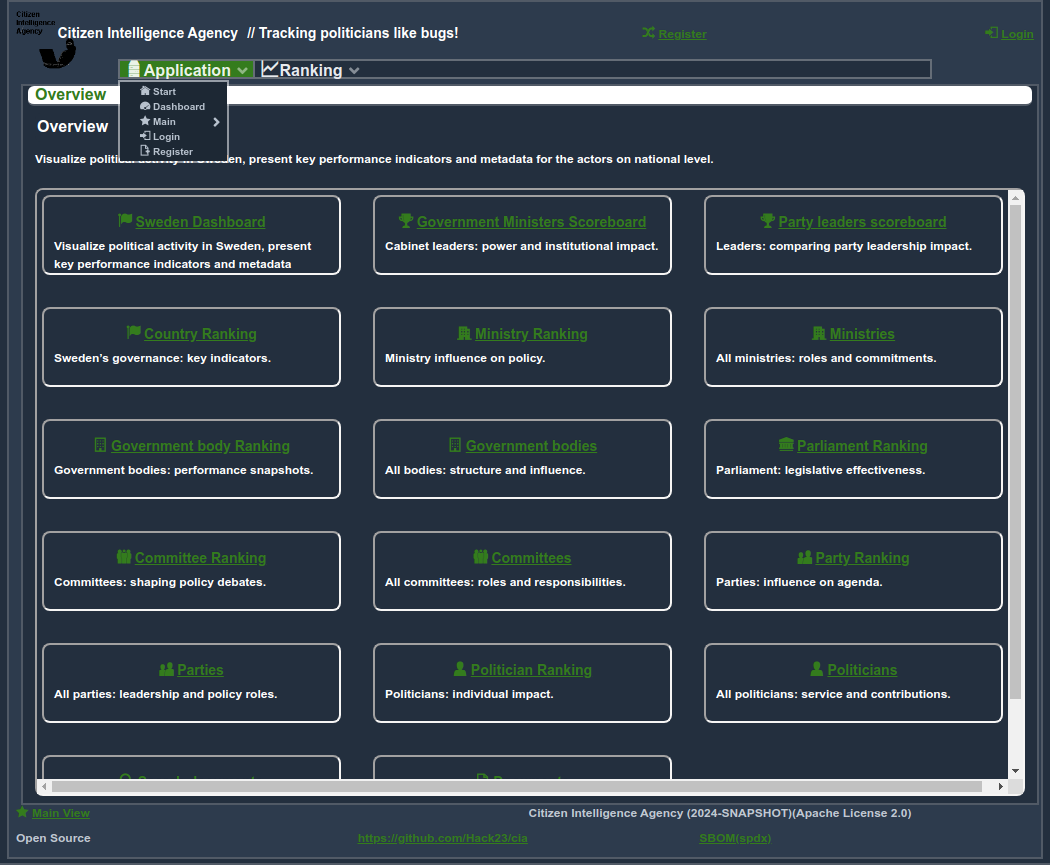 Citizen
Intelligence
Agency
Citizen Intelligence Agency // Tracking politicians like bugs!
Register
Login
Application
Ranking
Start
Dashboard
Main
Login
Register
Overview
Overview
Visualize political activity in Sweden, present key performance indicators and metadata for the actors on national level.
Sweden Dashboard
Visualize political activity in Sweden, present
key performance indicators and metadata
Government Ministers Scoreboard
Cabinet leaders: power and institutional impact.
Party leaders scoreboard
Leaders: comparing party leadership impact.
Country Ranking
Sweden's governance: key indicators.
Ministry Ranking
Ministry influence on policy.
Ministries
All ministries: roles and commitments.
Government body Ranking
Government bodies: performance snapshots.
Government bodies
All bodies: structure and influence.
Parliament Ranking
Parliament: legislative effectiveness.
Committee Ranking
Committees: shaping policy debates.
Committees
All committees: roles and responsibilities.
Party Ranking
Parties: influence on agenda.
Parties
All parties: leadership and policy roles.
Politician Ranking
Politicians: individual impact.
Politicians
All politicians: service and contributions.
Main View
Citizen Intelligence Agency (2024-SNAPSHOT)(Apache License 2.0)
Open Source
https://github.com/Hack23/cia
SBOM(spdx)